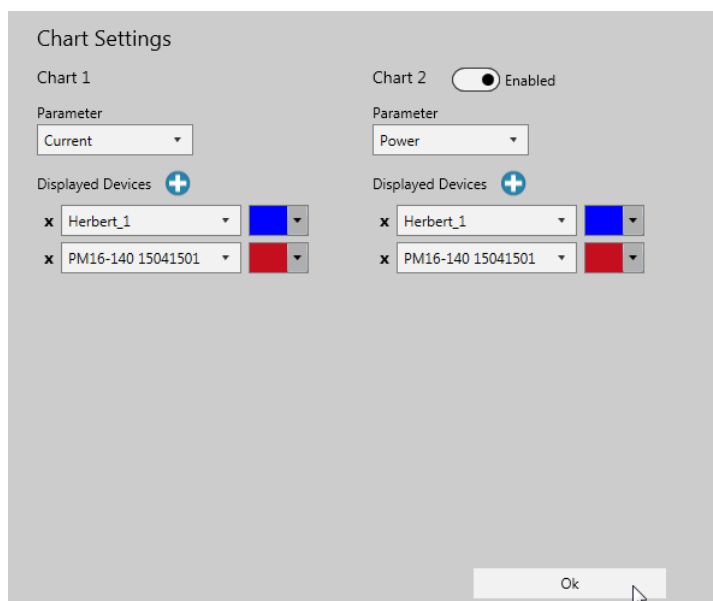 Chart Settings
Chart 1
Chart 2 Enabled
Parameter
Parameter
Current
Power
Displayed Devices
Displayed Devices
x Herbert_1
x Herbert_1
x PM16-140 15041501
x PM16-140 15041501
Ok